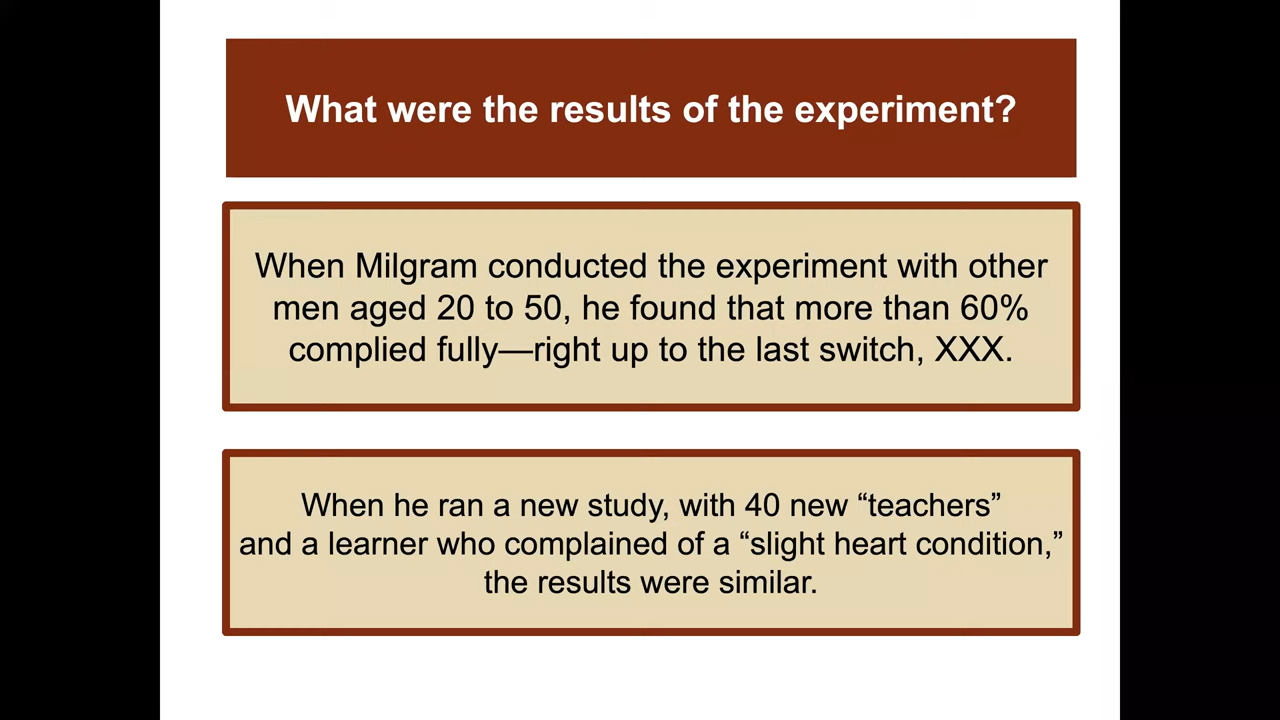 What were the results of the experiment?
When Milgram conducted the experiment with other
men aged 20 to 50, he found that more than 60%
complied fully—right up to the last switch, XXX.
When he ran a new study, with 40 new “teachers”
and a learner who complained of a “slight heart condition,”
the results were similar.